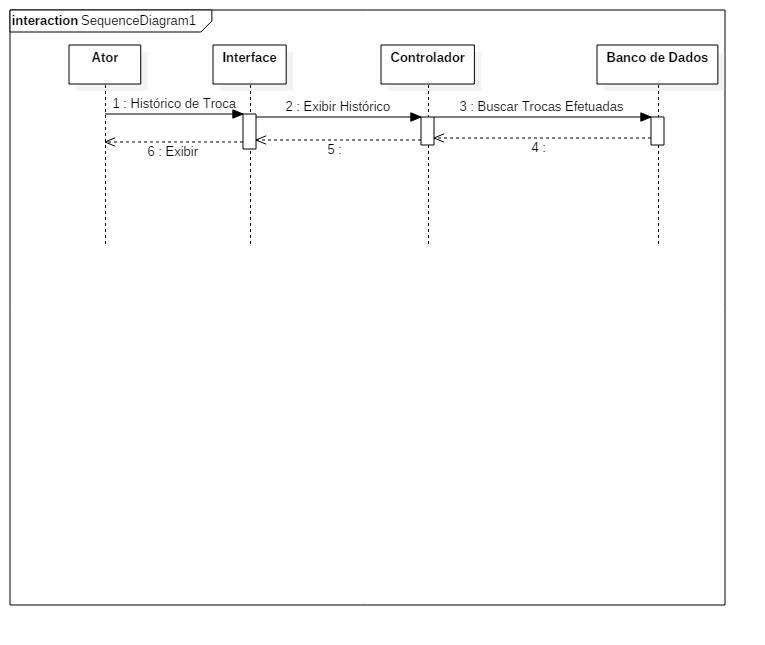 interaction SequenceDiagram1
Ator
Interface
Controlador
Banco de Dados
1 : Histórico de Troca
2 : Exibir Histórico
3 : Buscar Trocas Efetuadas
4 :
5 :
6 : Exibir